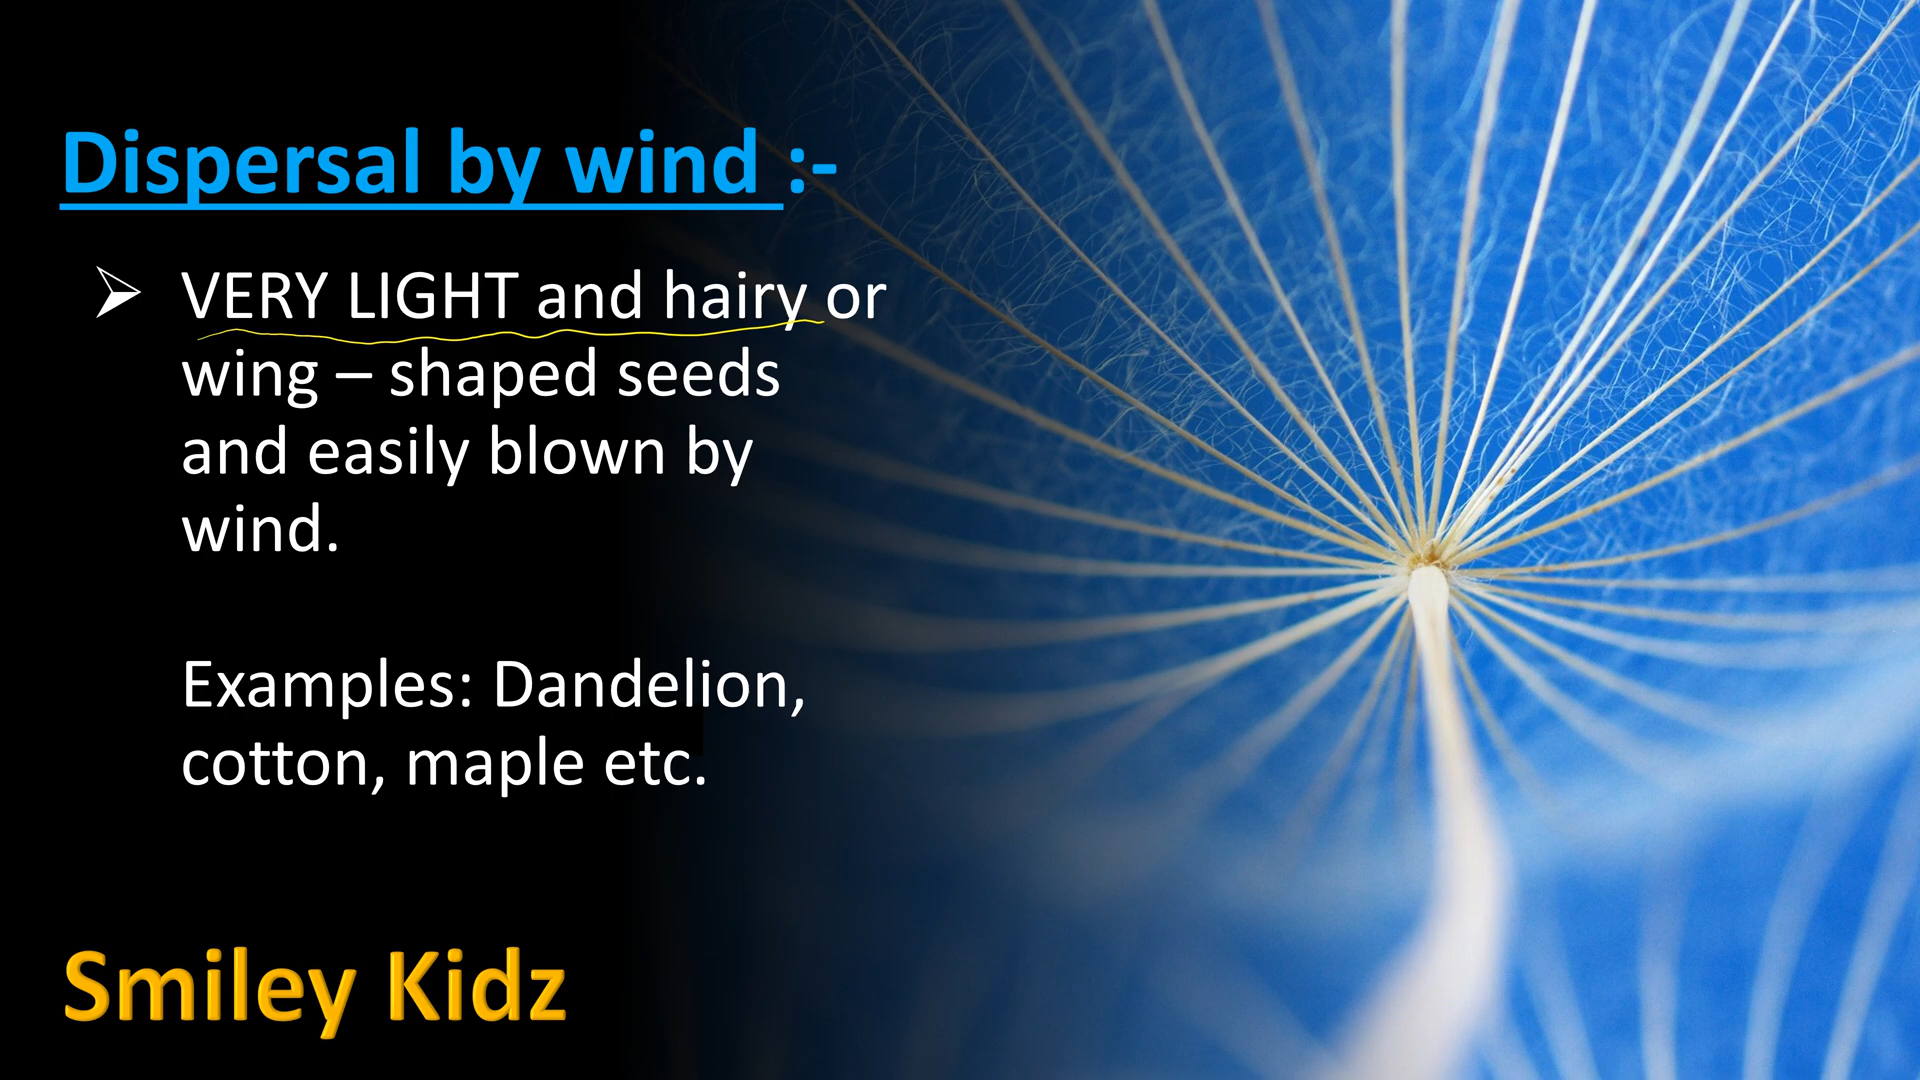 Dispersal by wind :-
➢ VERY LIGHT and hairy or
wing – shaped seeds
and easily blown by
wind.
Examples: Dandelion,
cotton, maple etc.
Smiley Kidz